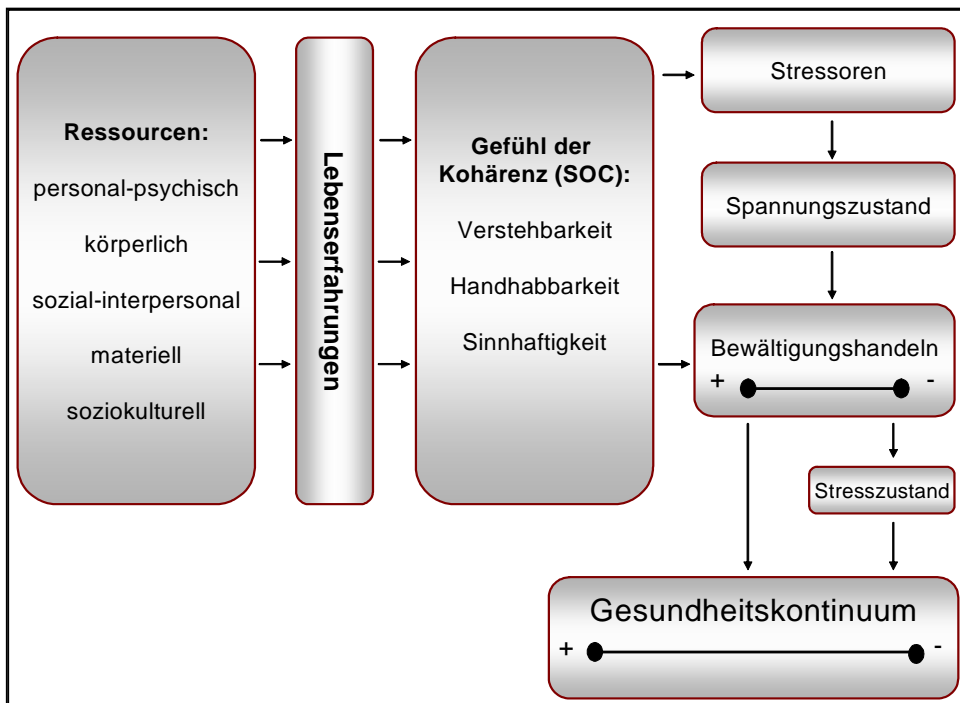 Ressourcen:
personal-psychisch
körperlich
sozial-interpersonal
materiell
soziokulturell
Lebenserfahrungen
Gefühl der
Kohärenz (SOC):
Verstehbarkeit
Handhabbarkeit
Sinnhaftigkeit
Stressoren
Spannungszustand
Bewältigungshandeln
+ -
Stresszustand
Gesundheitskontinuum
+ -